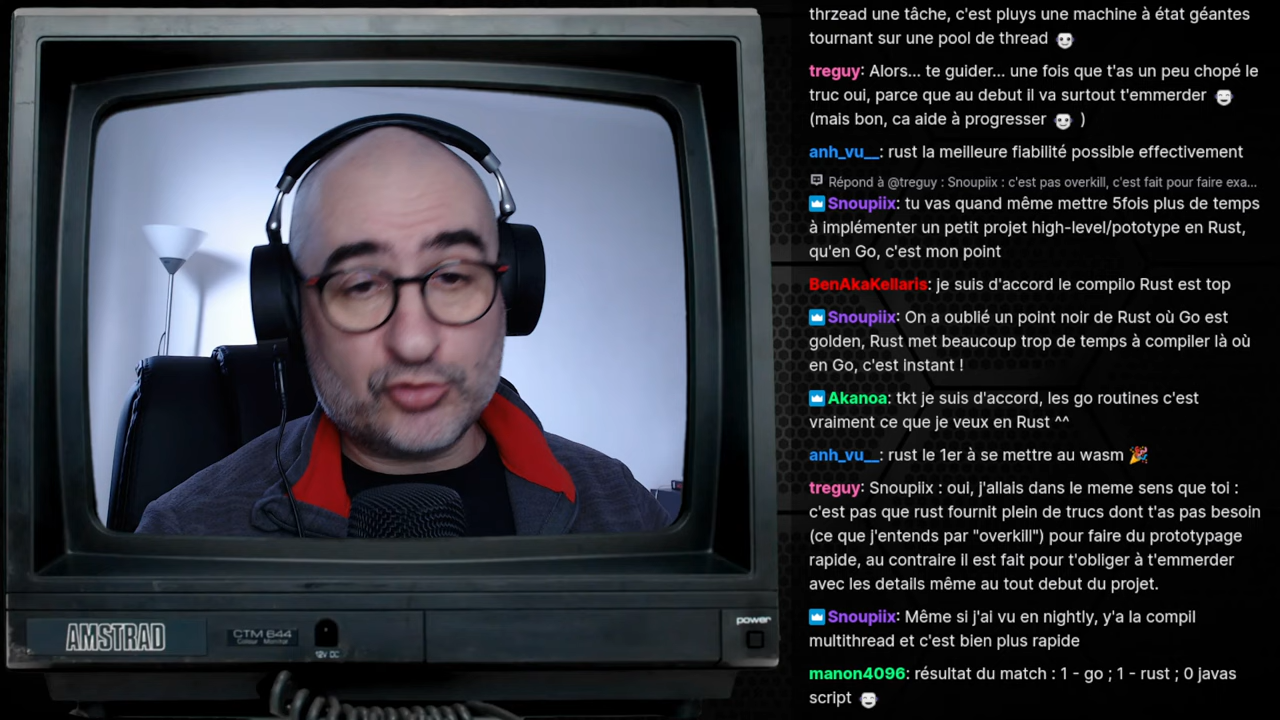 thrzead une tâche, c'est pluys une machine à état géantes
tournant sur une pool de thread
treguy: Alors... te guider... une fois que t'as un peu chopé le
truc oui, parce que au debut il va surtout t'emmerder
(mais bon, ca aide à progresser )
anh_vu__: rust la meilleure fiabilité possible effectivement
Répond à @treguy : Snoupiix : c'est pas overkill, c'est fait pour faire exa...
Snoupiix: tu vas quand même mettre 5fois plus de temps
à implémenter un petit projet high-level/pototype en Rust,
qu'en Go, c'est mon point
BenAkaKellaris: je suis d'accord le compilo Rust est top
Snoupiix: On a oublié un point noir de Rust où Go est
golden, Rust met beaucoup trop de temps à compiler là où
en Go, c'est instant !
Akanoa: tkt je suis d'accord, les go routines c'est
vraiment ce que je veux en Rust ^^
anh_vu__: rust le 1er à se mettre au wasm 🎉
treguy: Snoupiix : oui, j'allais dans le meme sens que toi :
c'est pas que rust fournit plein de trucs dont t'as pas besoin
(ce que j'entends par "overkill") pour faire du prototypage
rapide, au contraire il est fait pour t'obliger à t'emmerder
avec les details même au tout debut du projet.
Snoupiix: Même si j'ai vu en nightly, y'a la compil
multithread et c'est bien plus rapide
manon4096: résultat du match : 1 - go ; 1 - rust ; 0 javas
script
AMSTRAD
CTM 644
Colour Monitor
12V DC
power